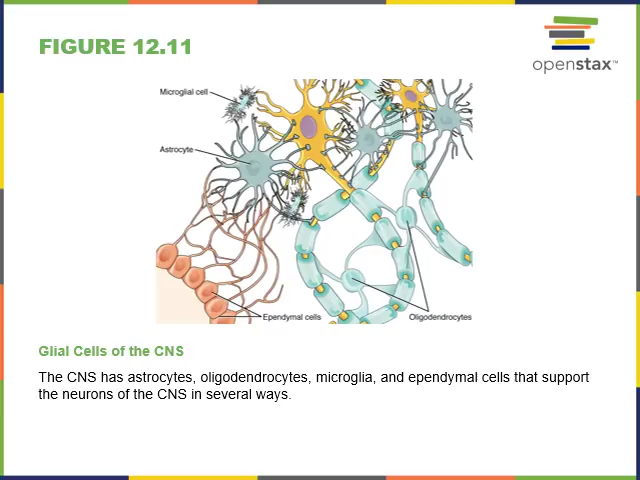 FIGURE 12.11
openstax™
Microglial cell
Astrocyte
Ependymal cells
Oligodendrocytes
Glial Cells of the CNS
The CNS has astrocytes, oligodendrocytes, microglia, and ependymal cells that support
the neurons of the CNS in several ways.